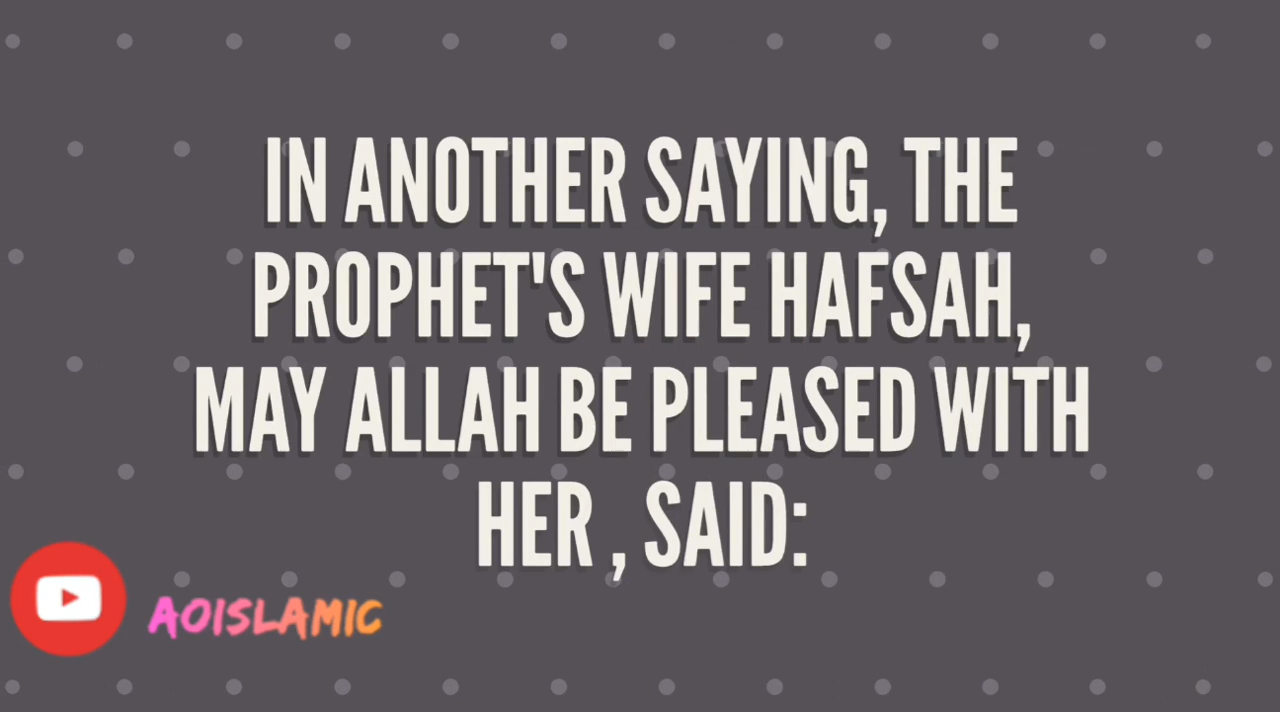 IN ANOTHER SAYING, THE
PROPHET'S WIFE HAFSAH,
MAY ALLAH BE PLEASED WITH
HER , SAID:
AOISLAMIC